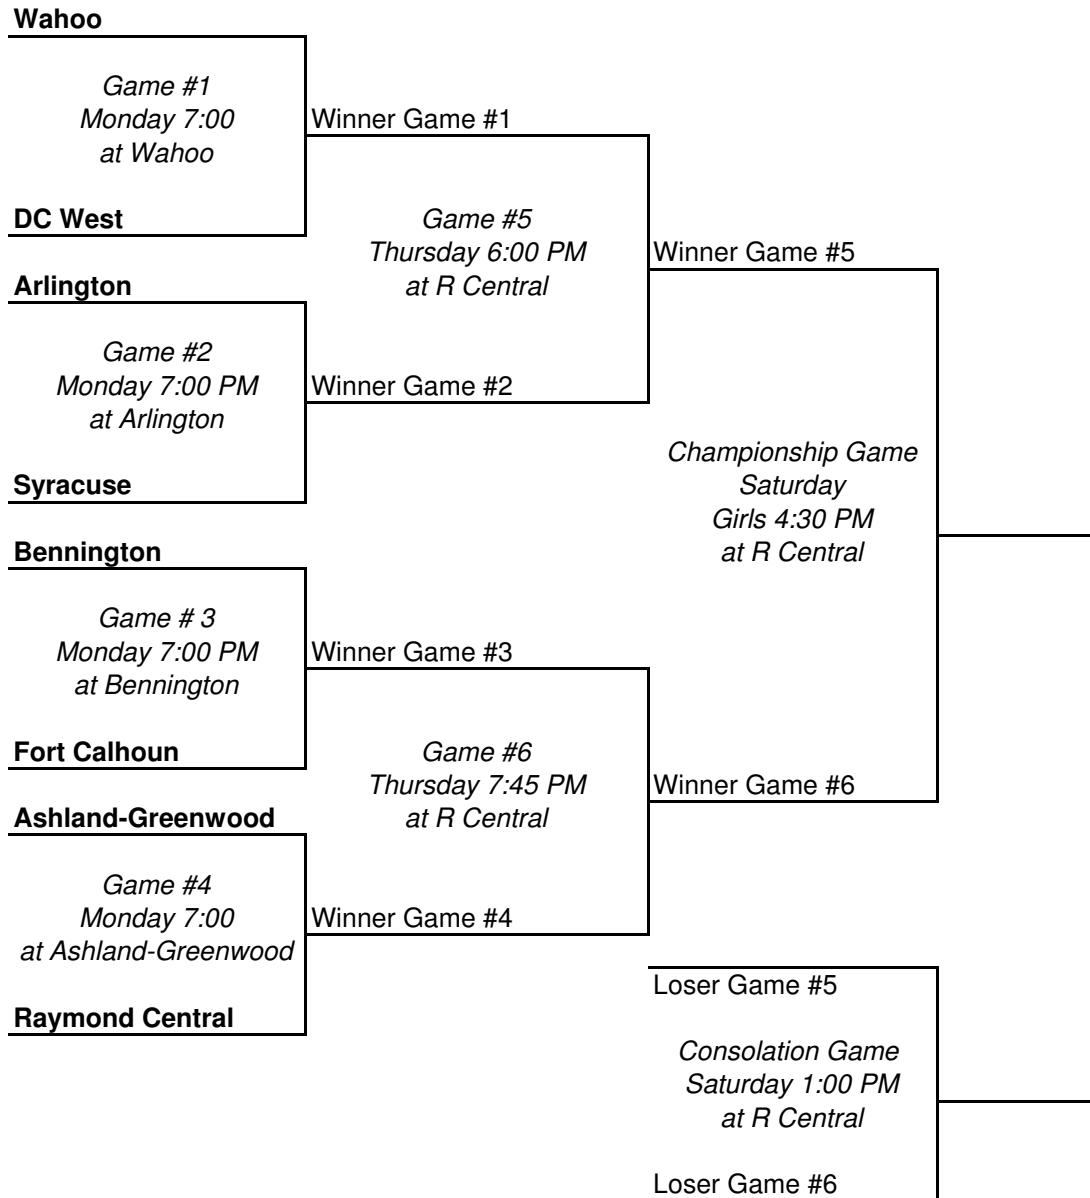 Wahoo
Game #1
Monday 7:00
at Wahoo
DC West
Winner Game #1
Game #5
Thursday 6:00 PM
at R Central
Arlington
Game #2
Monday 7:00 PM
at Arlington
Syracuse
Winner Game #2
Winner Game #5
Championship Game
Saturday
Girls 4:30 PM
at R Central
Bennington
Game # 3
Monday 7:00 PM
at Bennington
Fort Calhoun
Winner Game #3
Game #6
Thursday 7:45 PM
at R Central
Winner Game #6
Ashland-Greenwood
Game #4
Monday 7:00
at Ashland-Greenwood
Raymond Central
Winner Game #4
Loser Game #5
Consolation Game
Saturday 1:00 PM
at R Central
Loser Game #6